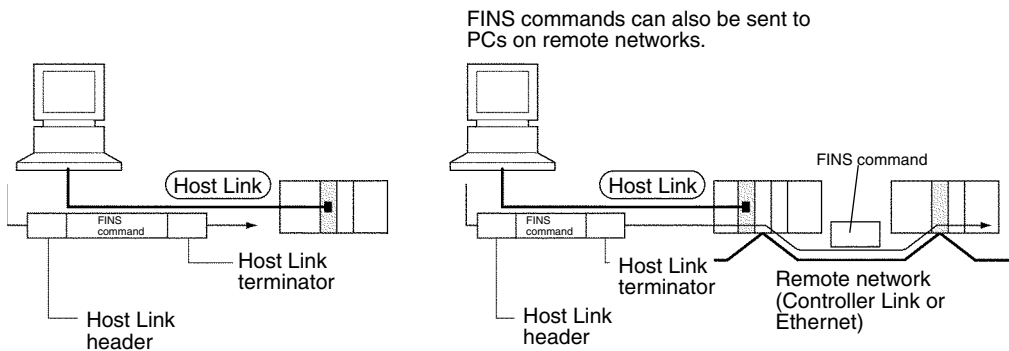 FINS commands can also be sent to
PCs on remote networks.
Host Link
FINS
command
Host Link
terminator
Host Link
header
Host Link
FINS command
FINS
command
Host Link
terminator
Host Link
header
Remote network
(Controller Link or
Ethernet)